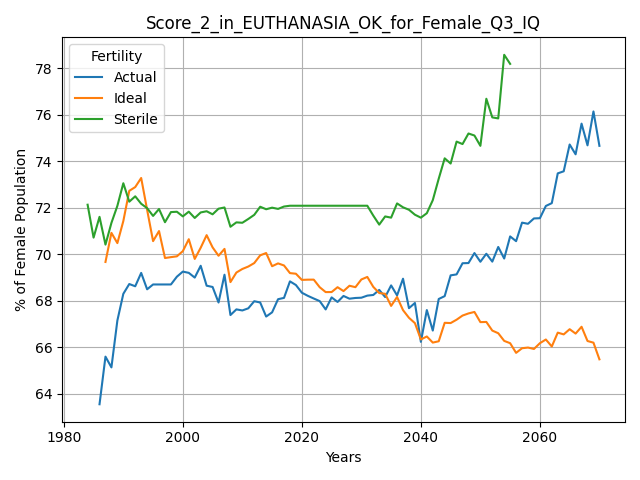 Score_2_in_EUTHANASIA_OK_for_Female_Q3_IQ
Fertility
Actual
Ideal
Sterile
% of Female Population
78
76
74
72
70
68
66
64
1980
2000
2020
2040
2060
Years